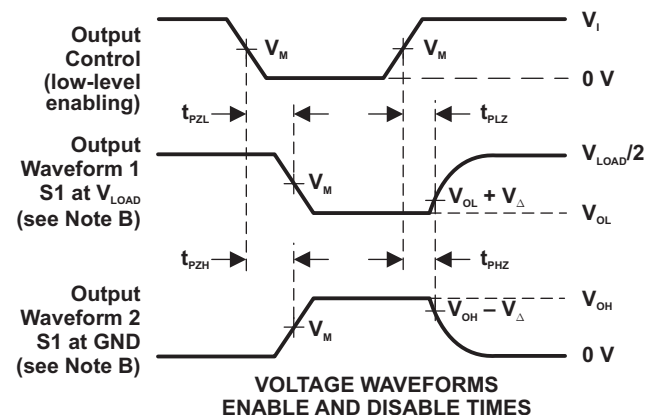 Output
Control
(low-level
enabling)
V_M
V_M
V_I
0 V
t_PZL
t_PLZ
Output
Waveform 1
S1 at V_LOAD
(see Note B)
V_M
V_OL + V_Δ
V_LOAD/2
V_OL
t_PZH
t_PHZ
Output
Waveform 2
S1 at GND
(see Note B)
V_M
V_OH − V_Δ
V_OH
0 V
VOLTAGE WAVEFORMS
ENABLE AND DISABLE TIMES